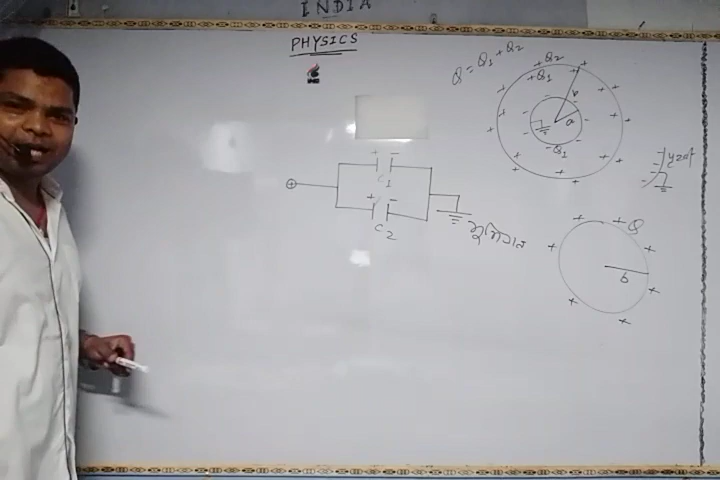 INDIA
PHYSICS
Q = Q₁ + Q₂
+Q₂
+Q₁
b
a
-Q₁
+ -
C₁
+ -
C₂
Q
b